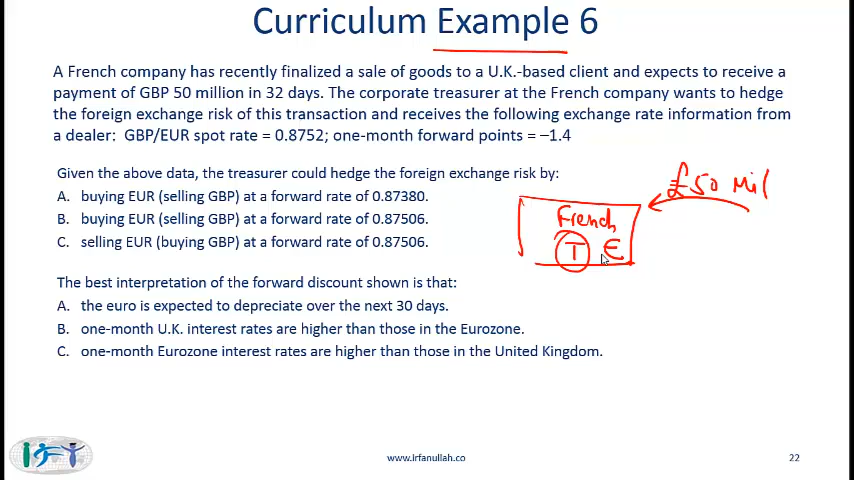 Curriculum Example 6
A French company has recently finalized a sale of goods to a U.K.-based client and expects to receive a
payment of GBP 50 million in 32 days. The corporate treasurer at the French company wants to hedge
the foreign exchange risk of this transaction and receives the following exchange rate information from
a dealer: GBP/EUR spot rate = 0.8752; one-month forward points = –1.4
Given the above data, the treasurer could hedge the foreign exchange risk by:
A. buying EUR (selling GBP) at a forward rate of 0.87380.
B. buying EUR (selling GBP) at a forward rate of 0.87506.
C. selling EUR (buying GBP) at a forward rate of 0.87506.
£50 Mil
French
T €
The best interpretation of the forward discount shown is that:
A. the euro is expected to depreciate over the next 30 days.
B. one-month U.K. interest rates are higher than those in the Eurozone.
C. one-month Eurozone interest rates are higher than those in the United Kingdom.
www.irfanullah.co
22